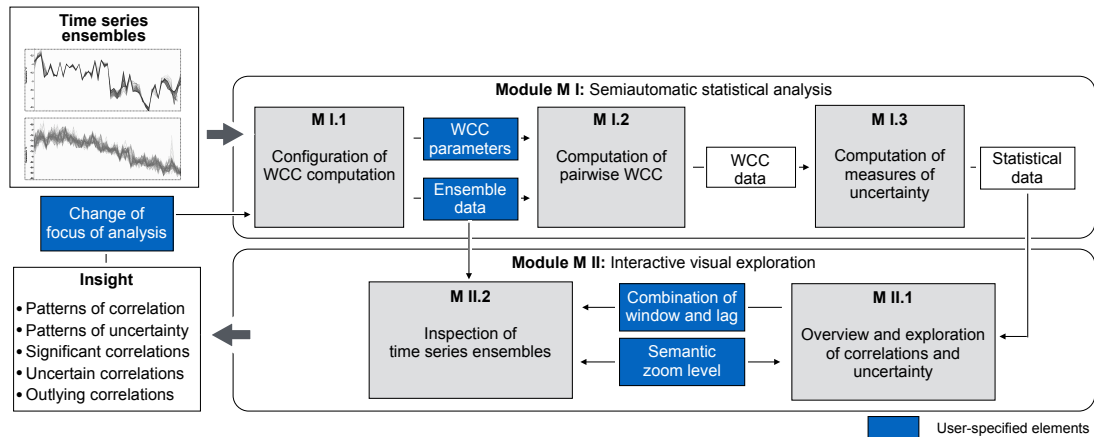 Time series
ensembles
Module M I: Semiautomatic statistical analysis
M I.1
Configuration of
WCC computation
WCC
parameters
Ensemble
data
M I.2
Computation of
pairwise WCC
WCC
data
M I.3
Computation of
measures of
uncertainty
Statistical
data
Change of
focus of analysis
Insight
• Patterns of correlation
• Patterns of uncertainty
• Significant correlations
• Uncertain correlations
• Outlying correlations
Module M II: Interactive visual exploration
M II.2
Inspection of
time series ensembles
Combination of
window and lag
Semantic
zoom level
M II.1
Overview and exploration
of correlations and
uncertainty
User-specified elements